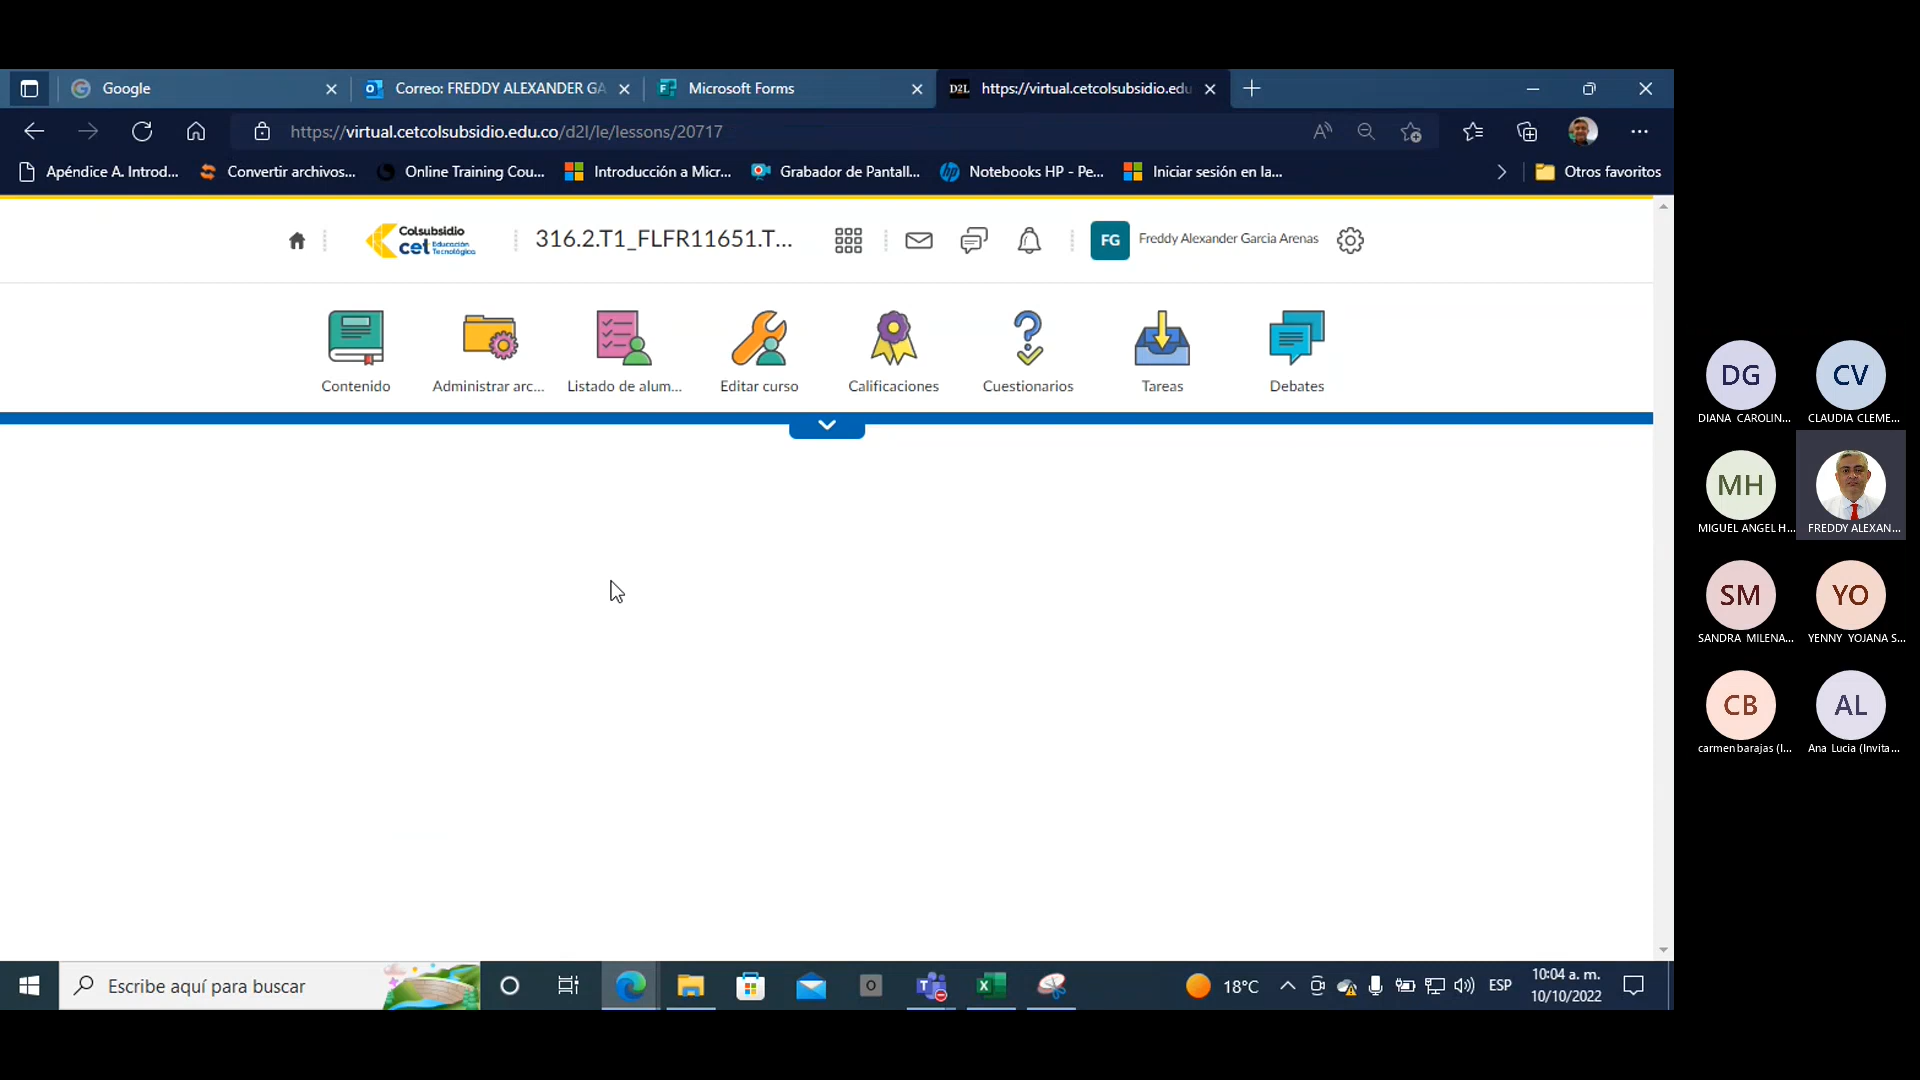 Google
Correo: FREDDY ALEXANDER GA
Microsoft Forms
D2L https://virtual.cetcolsubsidio.edu
https://virtual.cetcolsubsidio.edu.co/d2l/le/lessons/20717
Apéndice A. Introd...
Convertir archivos...
Online Training Cou...
Introducción a Micr...
Grabador de Pantall...
Notebooks HP - Pe...
Iniciar sesión en la...
Otros favoritos
Colsubsidio
cet Educación Tecnológica
316.2.T1_FLFR11651.T...
FG
Freddy Alexander Garcia Arenas
Contenido
Administrar arc...
Listado de alum...
Editar curso
Calificaciones
Cuestionarios
Tareas
Debates
DG
DIANA CAROLIN...
CV
CLAUDIA CLEME...
MH
MIGUEL ANGEL H...
FREDDY ALEXAN...
SM
SANDRA MILENA...
YO
YENNY YOJANA S...
CB
carmen barajas (I...
AL
Ana Lucia (Invita...
Escribe aquí para buscar
18°C
ESP
10:04 a. m.
10/10/2022